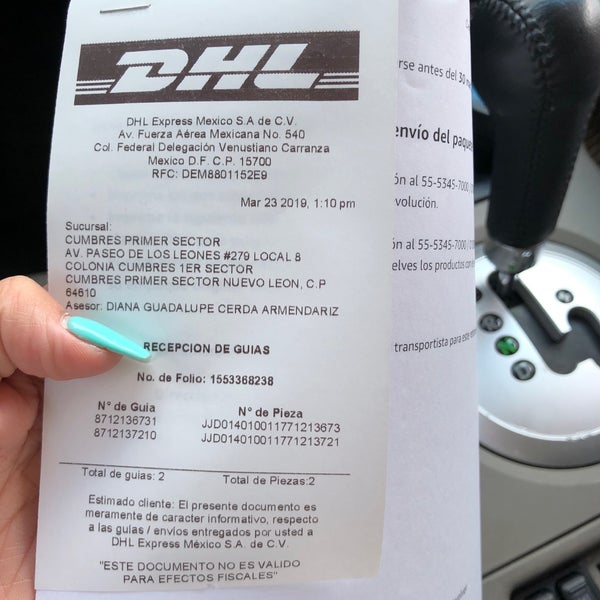 DHL
DHL Express Mexico S.A de C.V.
Av. Fuerza Aérea Mexicana No. 540
Col. Federal Delegación Venustiano Carranza
Mexico D.F. C.P. 15700
RFC: DEM8801152E9
Mar 23 2019, 1:10 pm
Sucursal:
CUMBRES PRIMER SECTOR
AV. PASEO DE LOS LEONES #279 LOCAL 8
COLONIA CUMBRES 1ER SECTOR
CUMBRES PRIMER SECTOR NUEVO LEON, C.P
64610
Asesor: DIANA GUADALUPE CERDA ARMENDARIZ
RECEPCION DE GUIAS
No. de Folio: 1553368238
N° de Guia N° de Pieza
8712136731 JJD014010011771213673
8712137210 JJD014010011771213721
Total de guias: 2 Total de Piezas:2
Estimado cliente: El presente documento es
meramente de caracter informativo, respecto
a las guías / envíos entregados por usted a
DHL Express México S.A. de C.V.
"ESTE DOCUMENTO NO ES VALIDO
PARA EFECTOS FISCALES"
rse antes del 30
envío del
ón al 55-5345-7000
volución.
ón al 55-5345-7000
elves los productos con
transportista para este